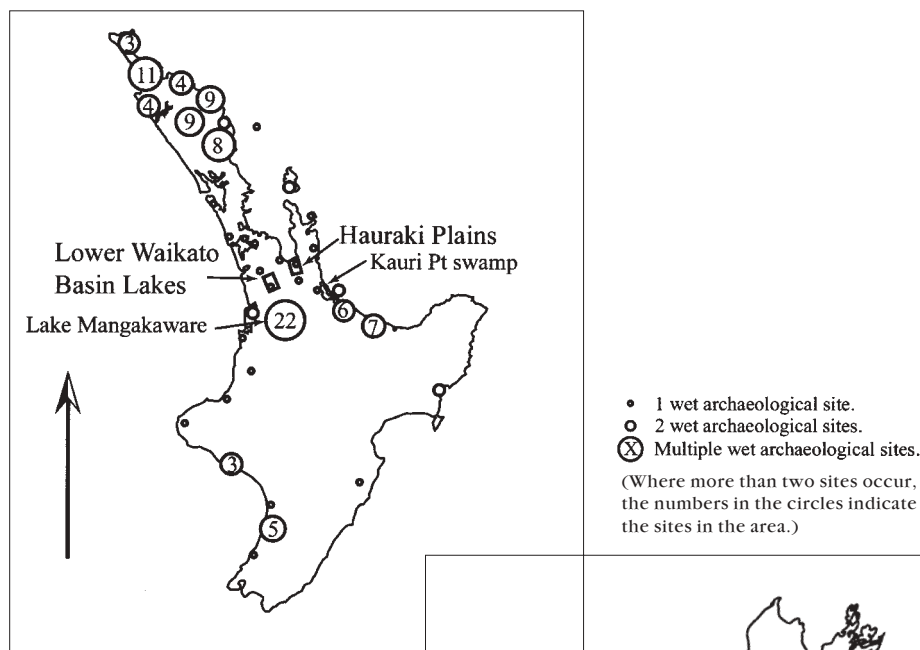 3
11
4
9
4
9
8
Hauraki Plains
Kauri Pt swamp
Lower Waikato
Basin Lakes
Lake Mangakaware
22
6
7
3
5
1 wet archaeological site.
2 wet archaeological sites.
X Multiple wet archaeological sites.
(Where more than two sites occur,
the numbers in the circles indicate
the sites in the area.)